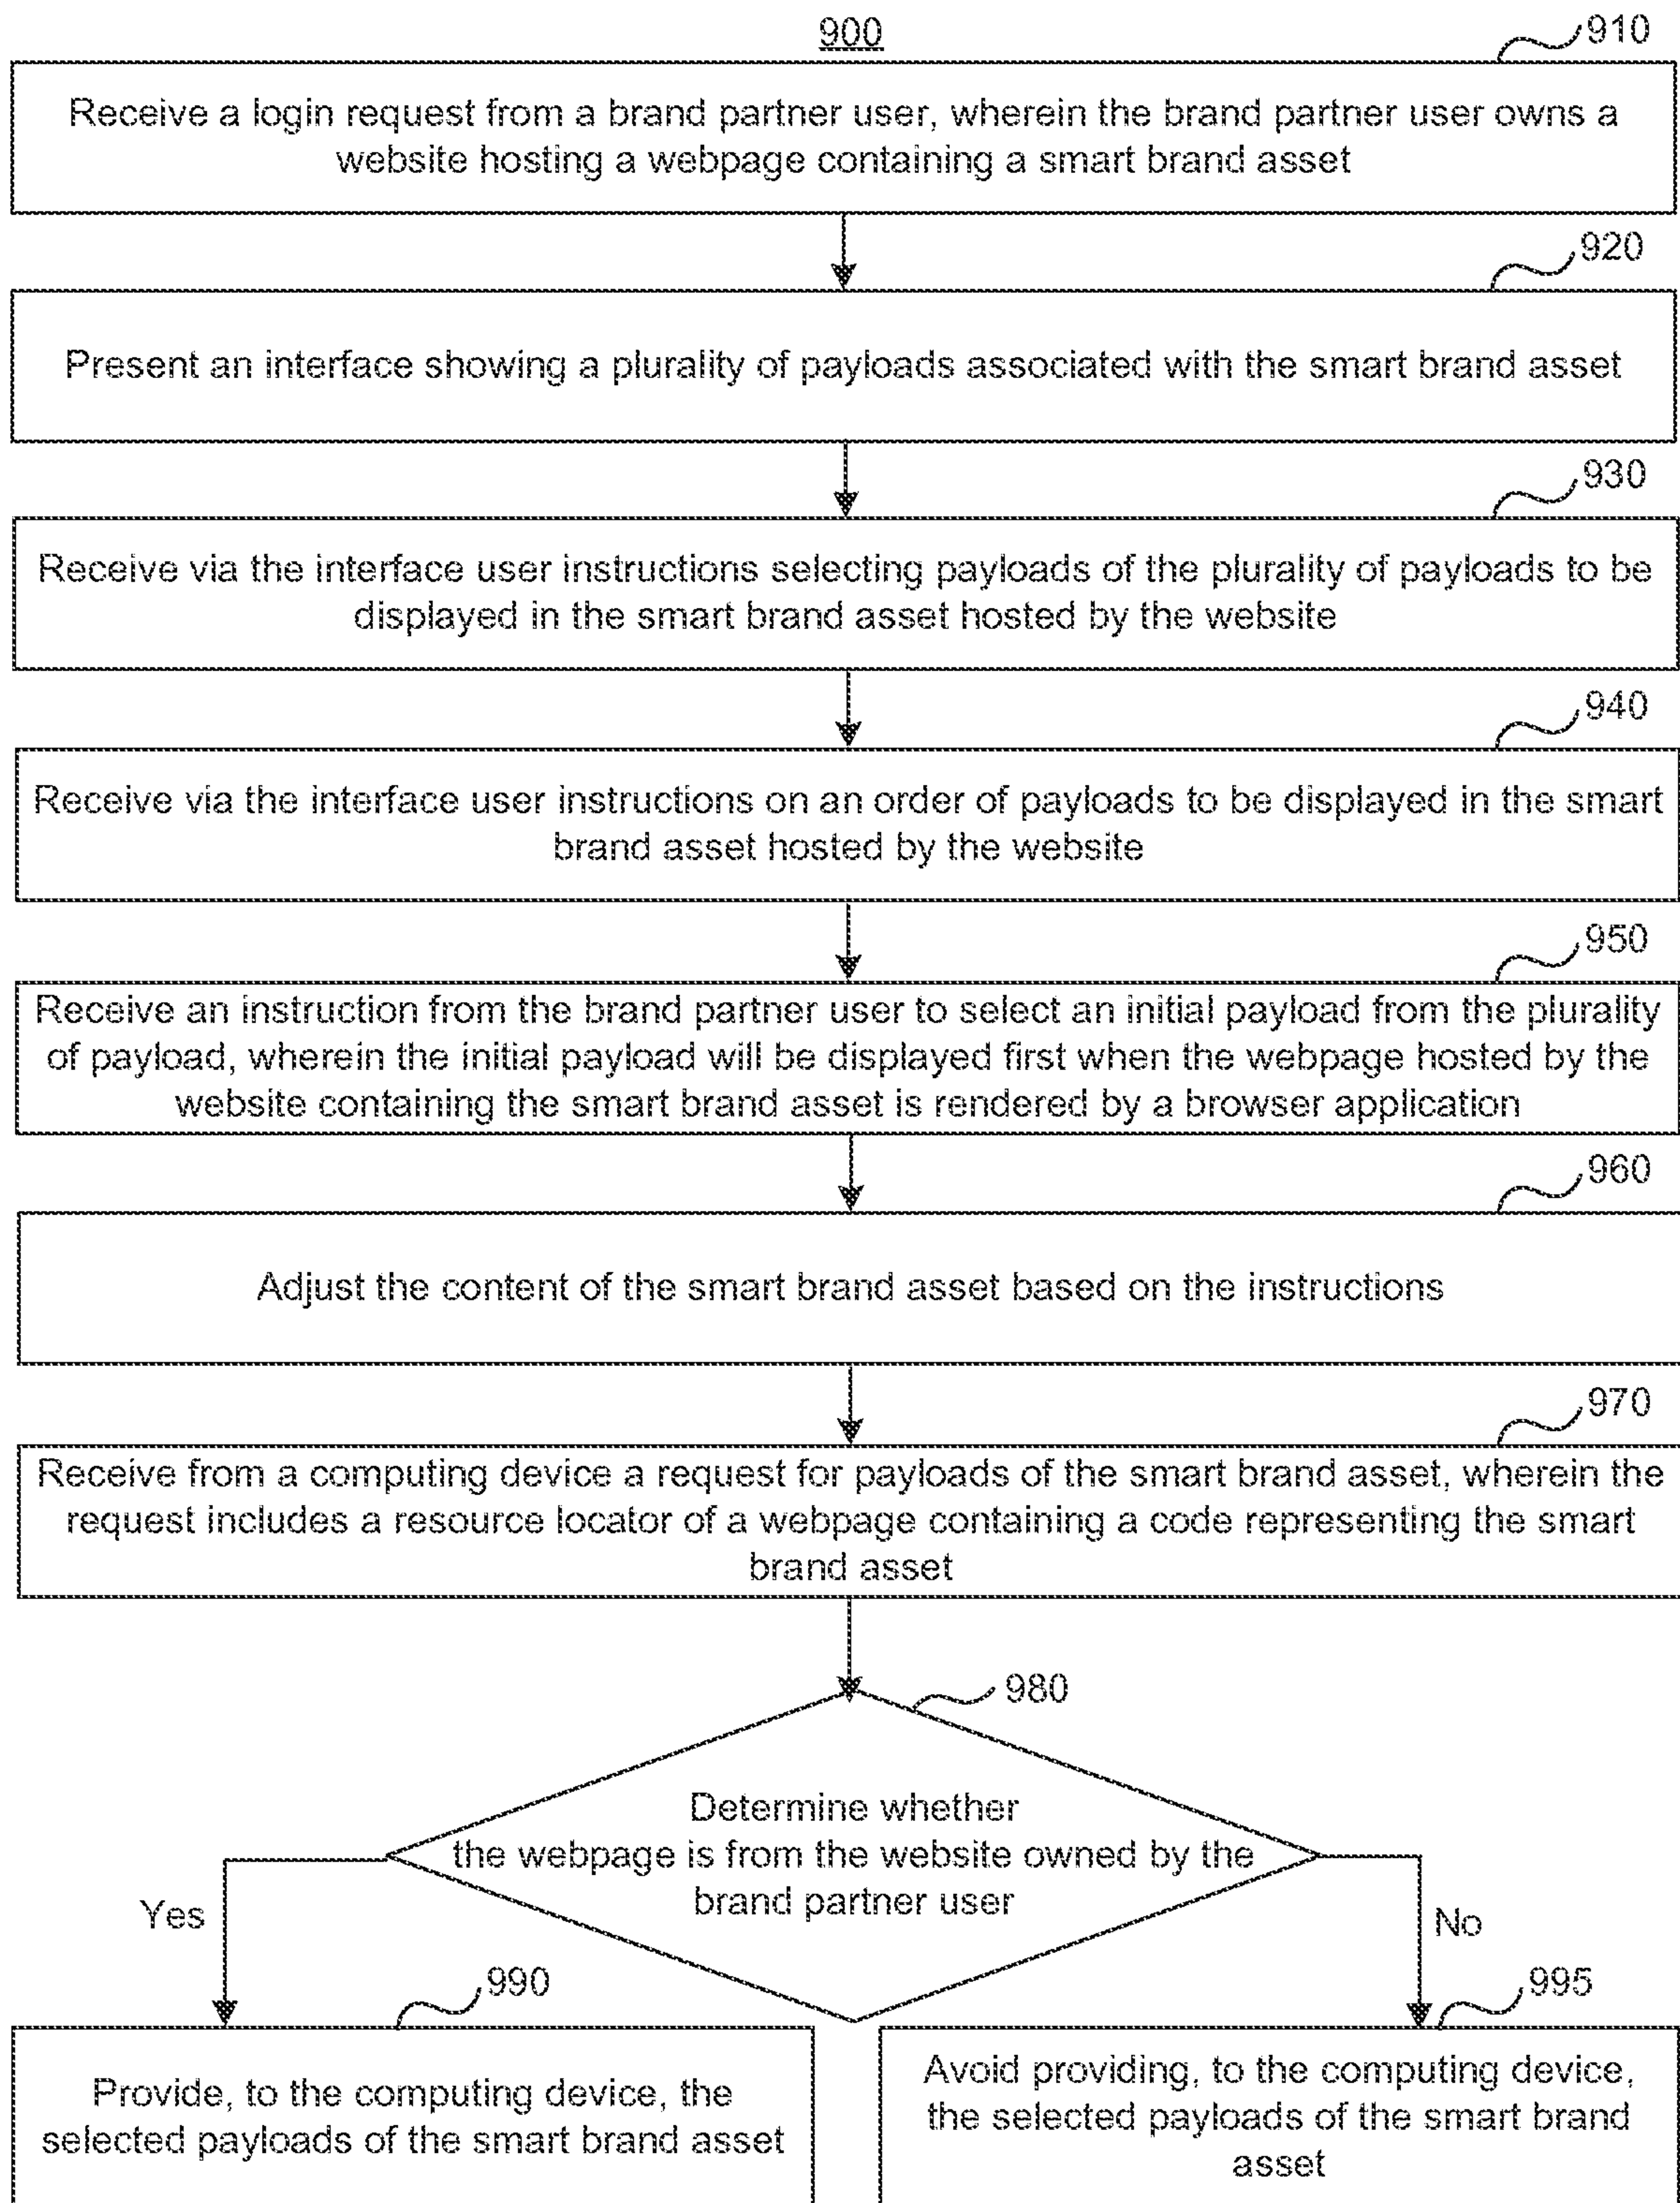 900
910
Receive a login request from a brand partner user, wherein the brand partner user owns a
website hosting a webpage containing a smart brand asset
920
Present an interface showing a plurality of payloads associated with the smart brand asset
930
Receive via the interface user instructions selecting payloads of the plurality of payloads to be
displayed in the smart brand asset hosted by the website
940
Receive via the interface user instructions on an order of payloads to be displayed in the smart
brand asset hosted by the website
950
Receive an instruction from the brand partner user to select an initial payload from the plurality
of payload, wherein the initial payload will be displayed first when the webpage hosted by the
website containing the smart brand asset is rendered by a browser application
960
Adjust the content of the smart brand asset based on the instructions
970
Receive from a computing device a request for payloads of the smart brand asset, wherein the
request includes a resource locator of a webpage containing a code representing the smart
brand asset
980
Determine whether
the webpage is from the website owned by the
brand partner user
Yes
No
990
Provide, to the computing device, the
selected payloads of the smart brand asset
995
Avoid providing, to the computing device,
the selected payloads of the smart brand
asset